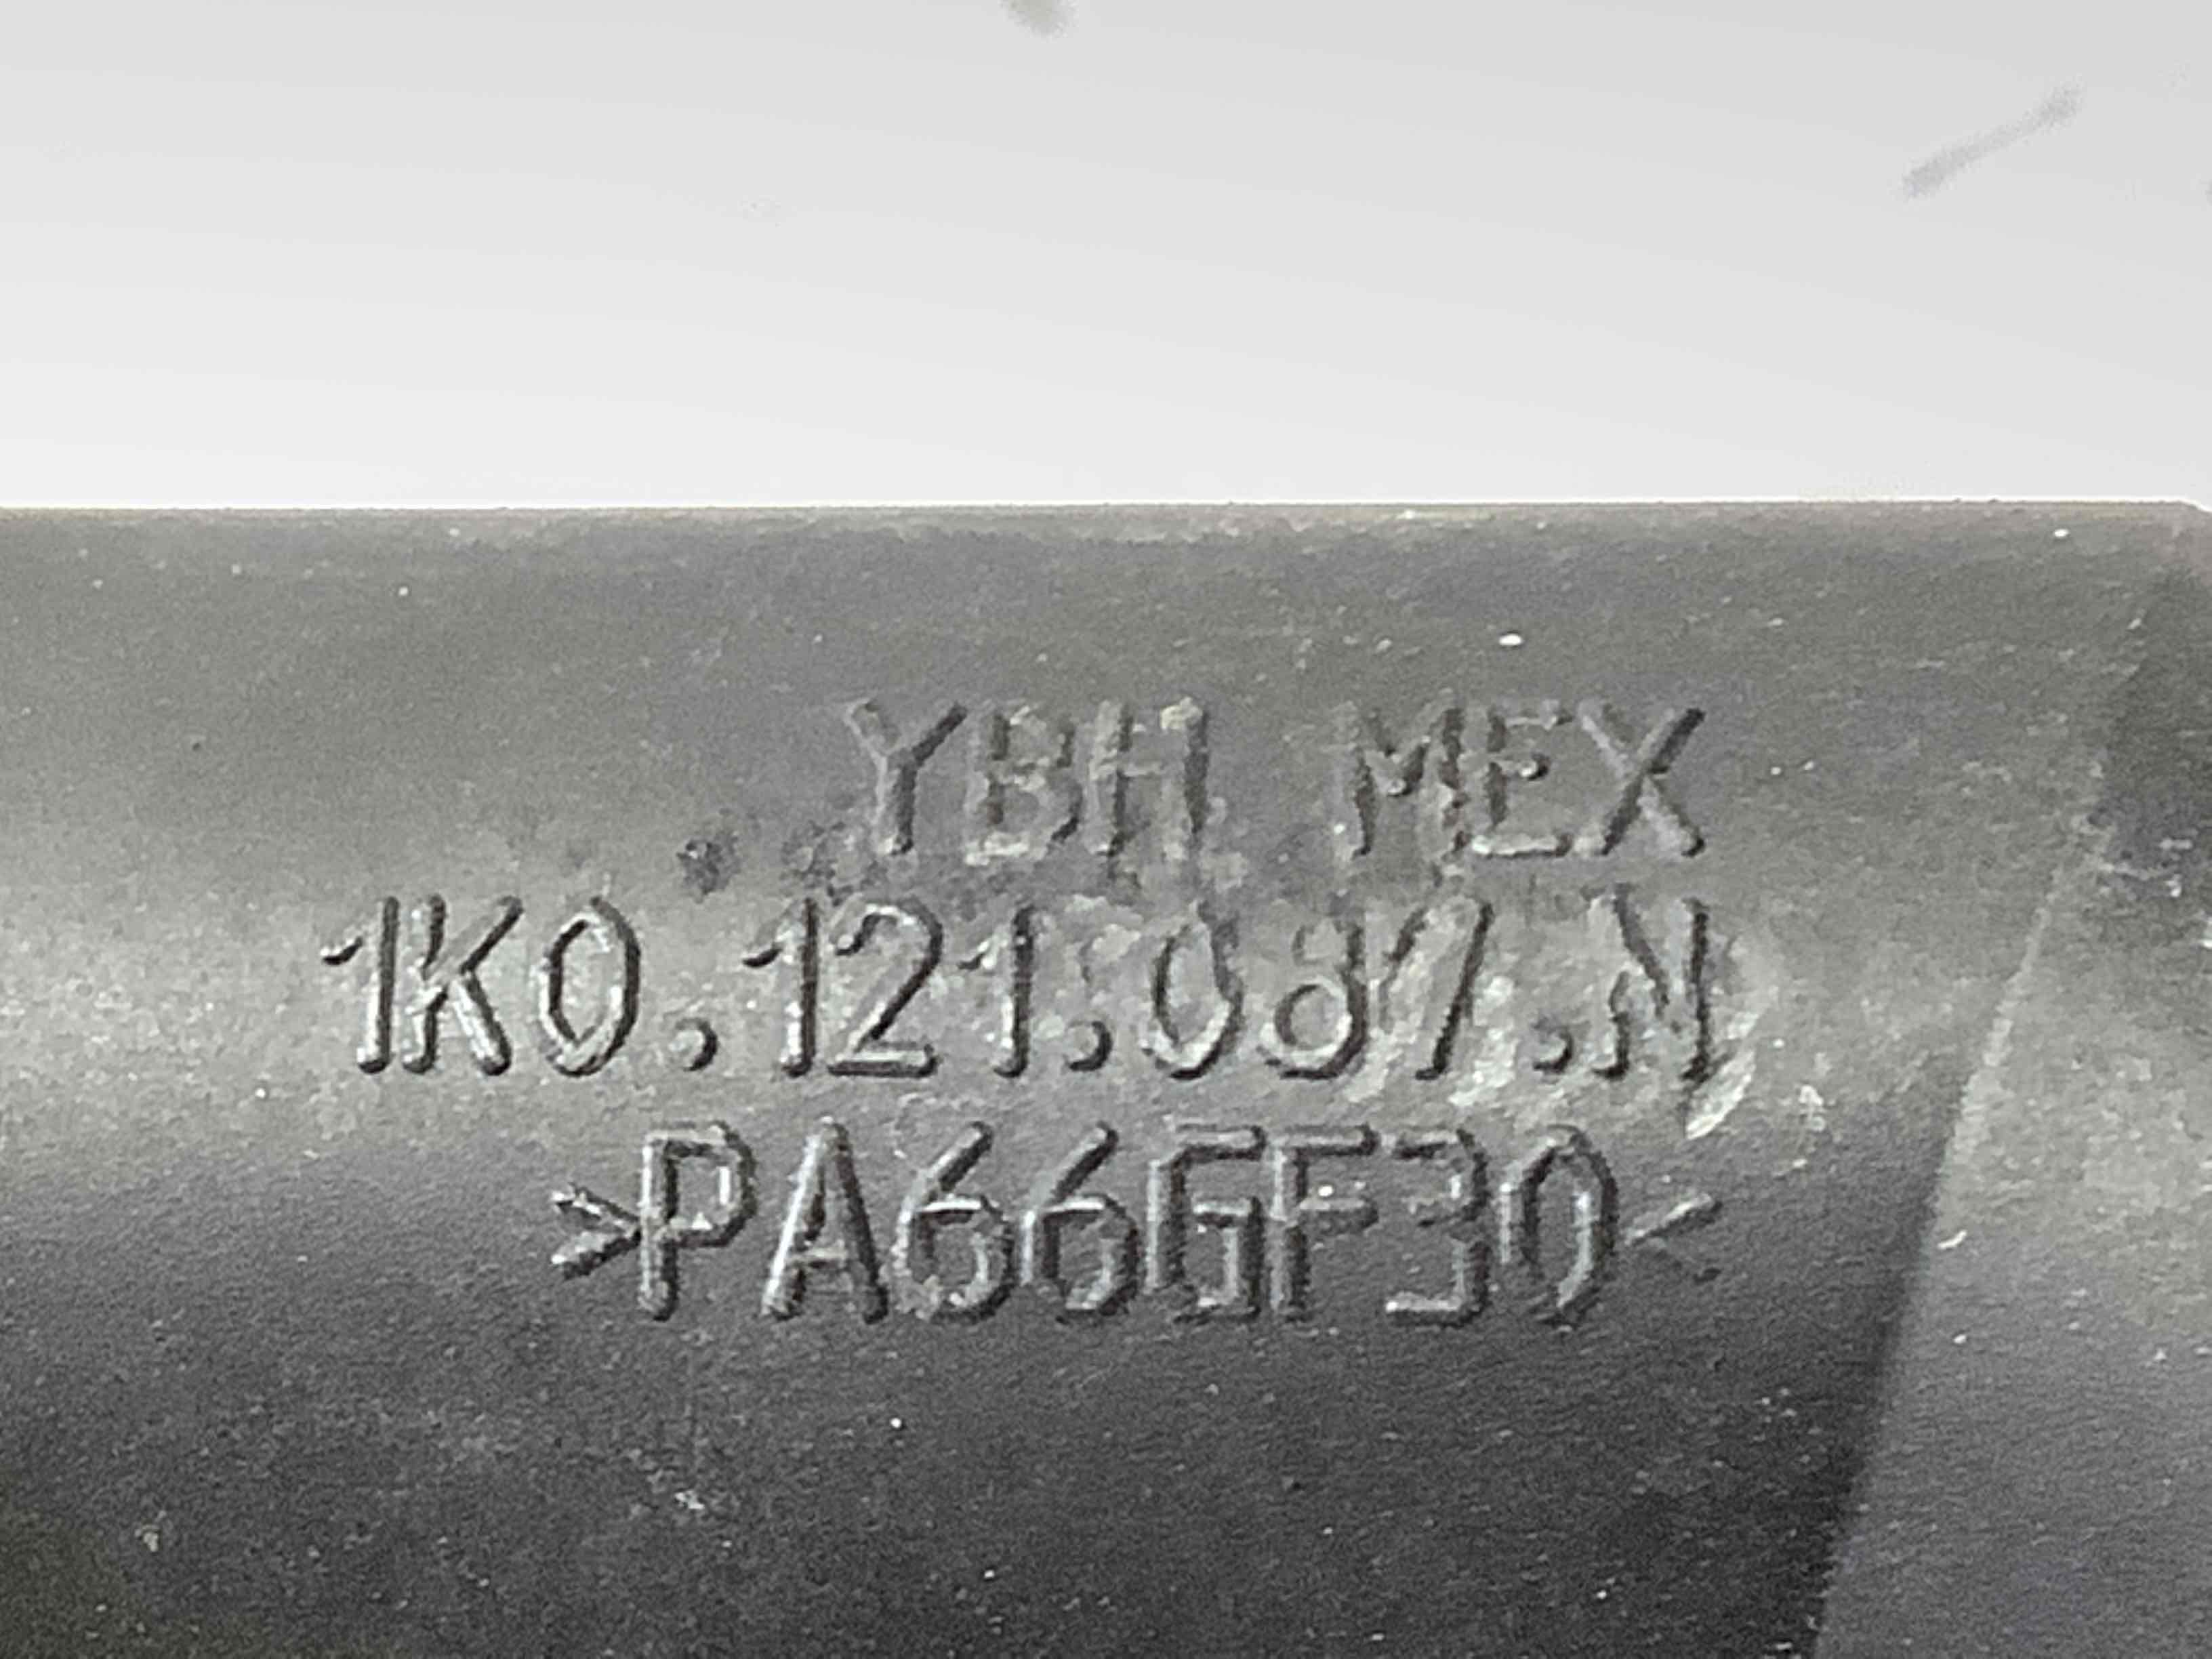 YBH MEX
1K0.121.087.N
>PA66GF30<